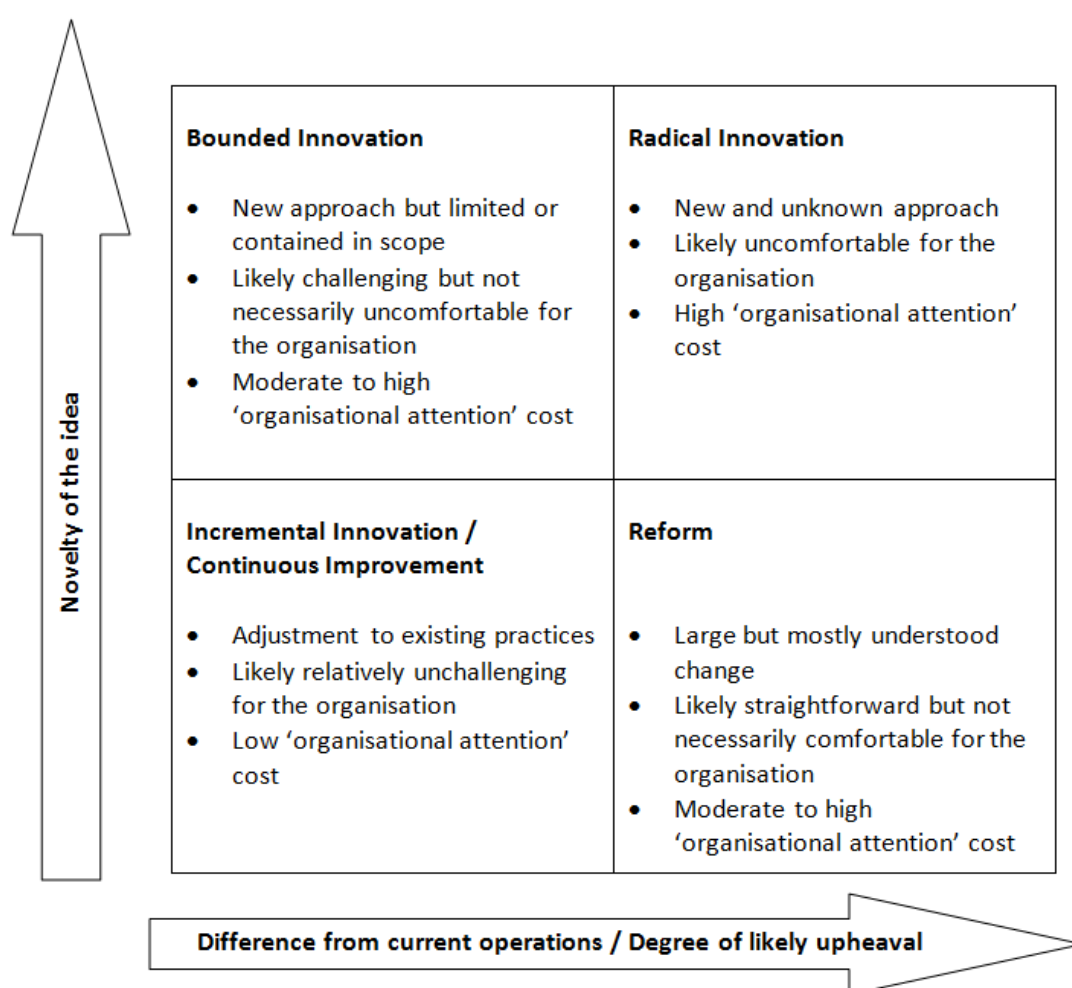 Bounded Innovation
• New approach but limited or
contained in scope
• Likely challenging but not
necessarily uncomfortable for
the organisation
• Moderate to high
‘organisational attention’ cost
Radical Innovation
• New and unknown approach
• Likely uncomfortable for the
organisation
• High ‘organisational attention’
cost
Novelty of the idea
Incremental Innovation /
Continuous Improvement
• Adjustment to existing practices
• Likely relatively unchallenging
for the organisation
• Low ‘organisational attention’
cost
Reform
• Large but mostly understood
change
• Likely straightforward but not
necessarily comfortable for the
organisation
• Moderate to high
‘organisational attention’ cost
Difference from current operations / Degree of likely upheaval